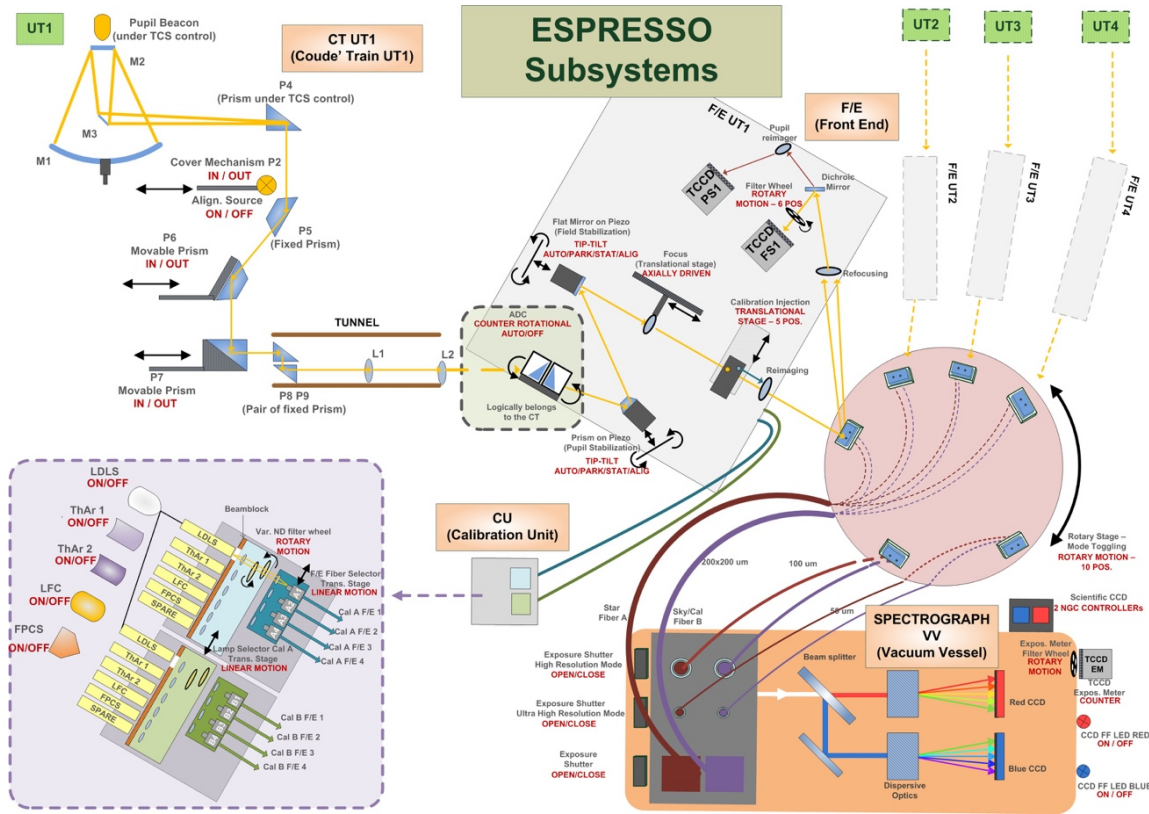 UT1
Pupil Beacon
(under TCS control)
M2
M3
M1
CT UT1
(Coude' Train UT1)
P4
(Prism under TCS control)
Cover Mechanism P2
IN / OUT
Align. Source
ON / OFF
P5
(Fixed Prism)
P6
Movable Prism
IN / OUT
P7
Movable Prism
IN / OUT
P8 P9
(Pair of fixed Prism)
TUNNEL
L1
L2
ESPRESSO
Subsystems
F/E UT1
F/E
(Front End)
UT2
UT3
UT4
F/E UT2
F/E UT3
F/E UT4
Pupil
reimager
TCCD
PS1
Dichroic
Mirror
Filter Wheel
ROTARY
MOTION – 6 POS
TCCD
FS1
Refocusing
Flat Mirror on Piezo
(Field Stabilization)
TIP-TILT
AUTO/PARK/STAT/ALIG
Focus
(Translational stage)
AXIALLY DRIVEN
Calibration Injection
TRANSLATIONAL
STAGE – 5 POS.
Reimaging
ADC
COUNTER ROTATIONAL
AUTO/OFF
Logically belongs
to the CT
Prism on Piezo
(Pupil Stabilization)
TIP-TILT
AUTO/PARK/STAT/ALIG
CU
(Calibration Unit)
LDLS
ON/OFF
ThAr 1
ON/OFF
ThAr 2
ON/OFF
LFC
ON/OFF
FPCS
ON/OFF
Beamblock
Var. ND filter wheel
ROTARY
MOTION
F/E Fiber Selector
Trans. Stage
LINEAR MOTION
LDLS
ThAr 1
ThAr 2
LFC
FPCS
SPARE
Cal A F/E 1
Cal A F/E 2
Cal A F/E 3
Cal A F/E 4
Lamp Selector Cal A
Trans. Stage
LINEAR MOTION
LDLS
ThAr 1
ThAr 2
LFC
FPCS
SPARE
Cal B F/E 1
Cal B F/E 2
Cal B F/E 3
Cal B F/E 4
200x200 um
100 um
50 um
Star
Fiber A
Sky/Cal
Fiber B
Rotary Stage –
Mode Toggling
ROTARY MOTION –
10 POS.
Scientific CCD
2 NGC CONTROLLERs
SPECTROGRAPH
VV
(Vacuum Vessel)
Exposure Shutter
High Resolution Mode
OPEN/CLOSE
Exposure Shutter
Ultra High Resolution Mode
OPEN/CLOSE
Exposure
Shutter
OPEN/CLOSE
Beam splitter
Dispersive
Optics
Red CCD
Blue CCD
Expos. Meter
Filter Wheel
ROTARY
MOTION
TCCD
EM
TCCD
Expos. Meter
COUNTER
CCD FF LED RED
ON / OFF
CCD FF LED BLUE
ON / OFF